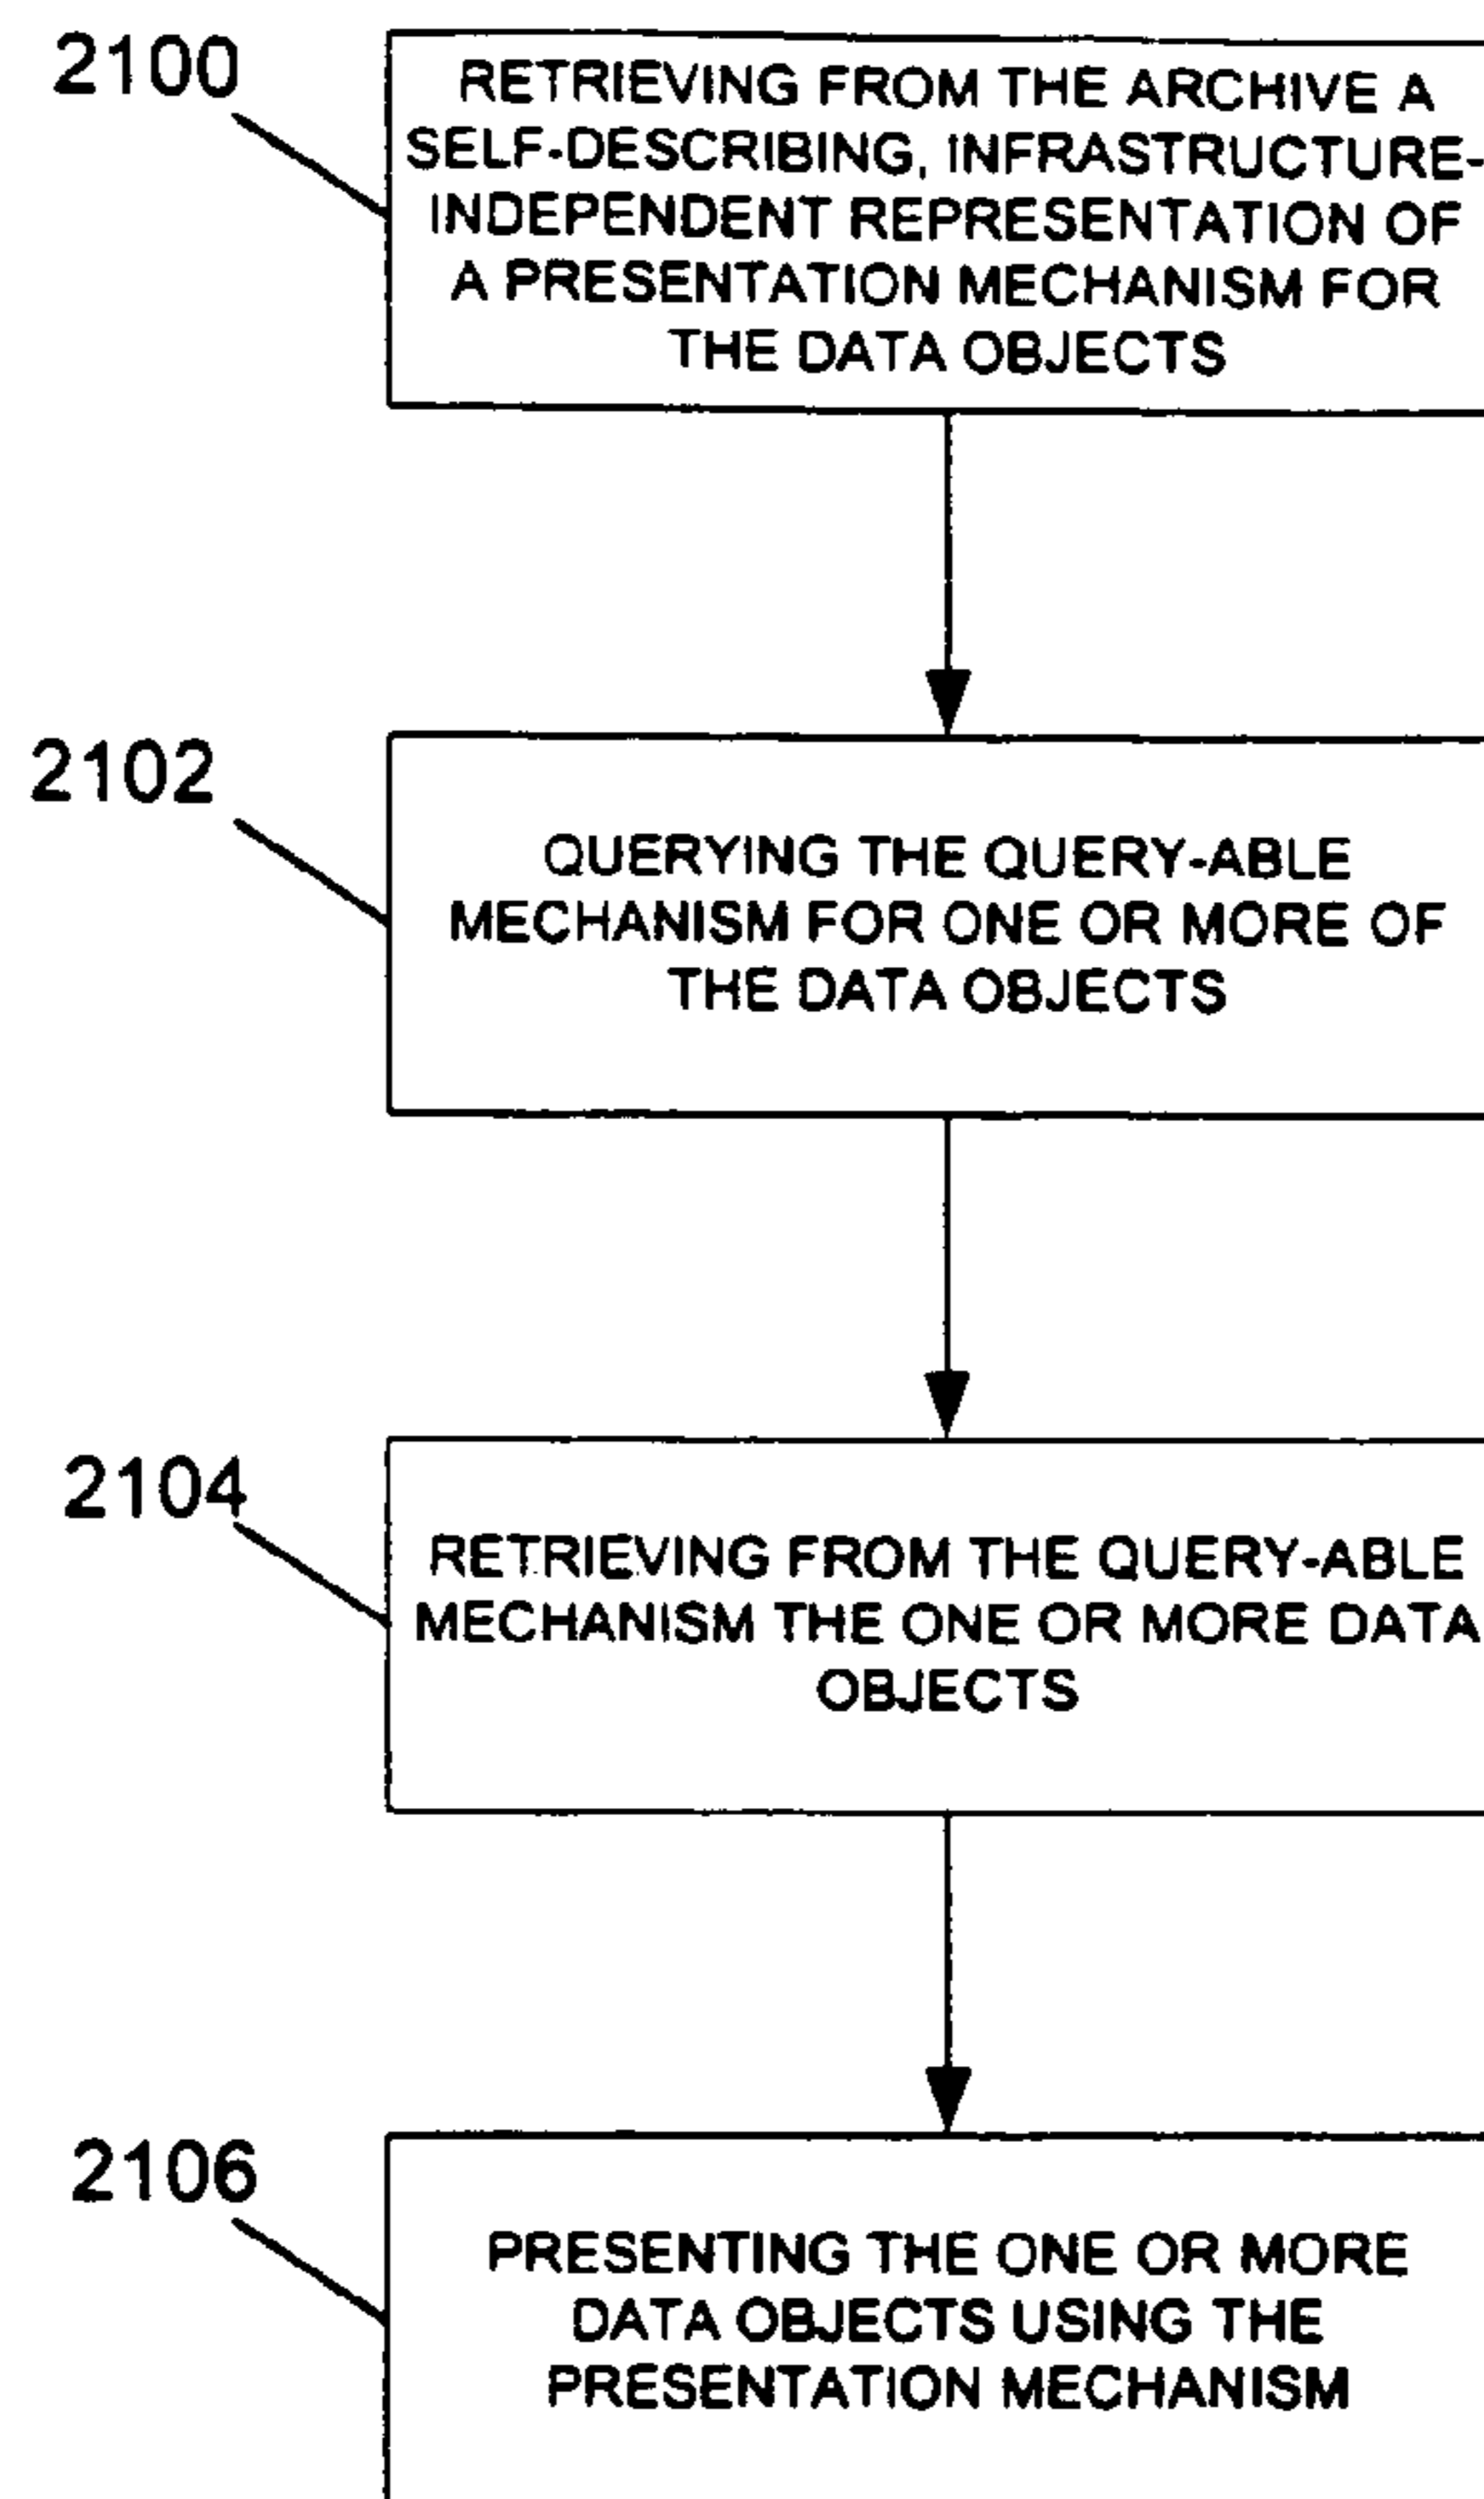 2100
RETRIEVING FROM THE ARCHIVE A
SELF-DESCRIBING, INFRASTRUCTURE-
INDEPENDENT REPRESENTATION OF
A PRESENTATION MECHANISM FOR
THE DATA OBJECTS
2102
QUERYING THE QUERY-ABLE
MECHANISM FOR ONE OR MORE OF
THE DATA OBJECTS
2104
RETRIEVING FROM THE QUERY-ABLE
MECHANISM THE ONE OR MORE DATA
OBJECTS
2106
PRESENTING THE ONE OR MORE
DATA OBJECTS USING THE
PRESENTATION MECHANISM